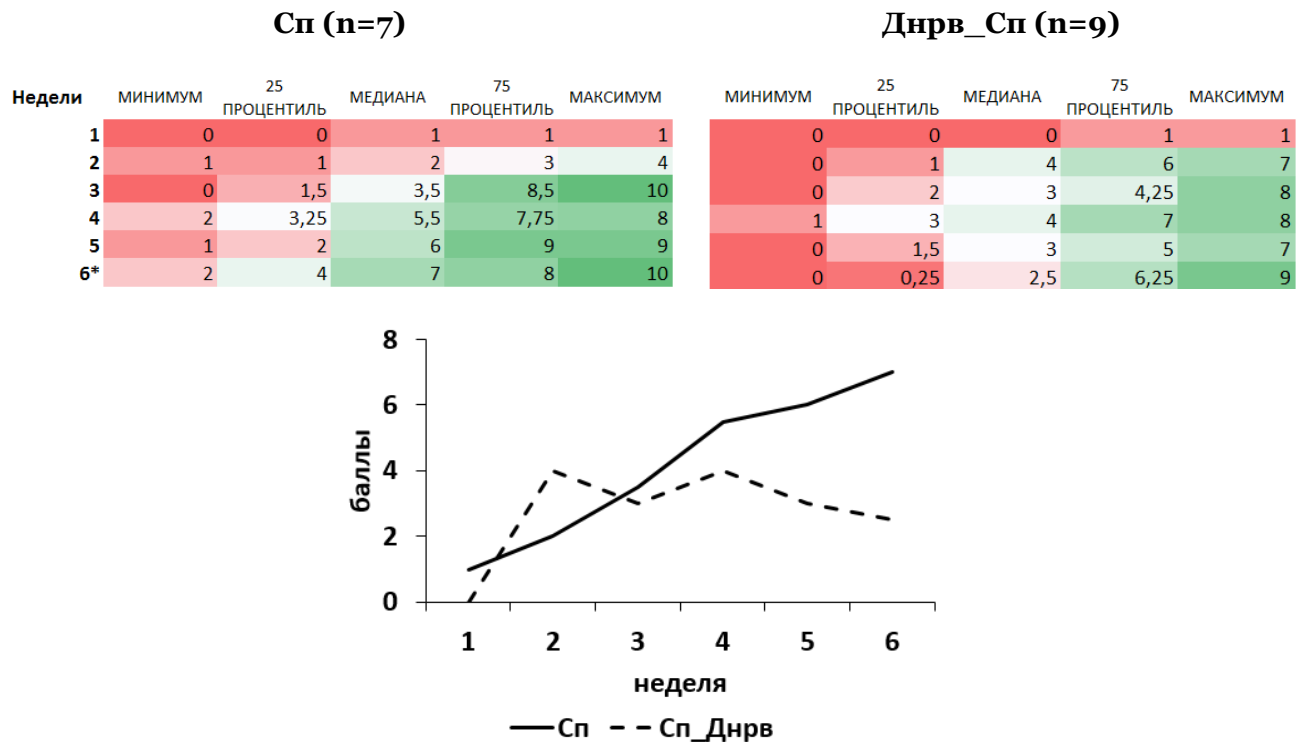 Сп (n=7) Днрв_Сп (n=9)
Недели МИНИМУМ 25 ПРОЦЕНТИЛЬ МЕДИАНА 75 ПРОЦЕНТИЛЬ МАКСИМУМ МИНИМУМ 25 ПРОЦЕНТИЛЬ МЕДИАНА 75 ПРОЦЕНТИЛЬ МАКСИМУМ
1 0 0 1 1 1 0 0 0 1 1
2 1 1 2 3 4 0 1 4 6 7
3 0 1,5 3,5 8,5 10 0 2 3 4,25 8
4 2 3,25 5,5 7,75 8 1 3 4 7 8
5 1 2 6 9 9 0 1,5 3 5 7
6* 2 4 7 8 10 0 0,25 2,5 6,25 9
баллы
8
6
4
2
0
1 2 3 4 5 6
неделя
Сп Сп_Днрв